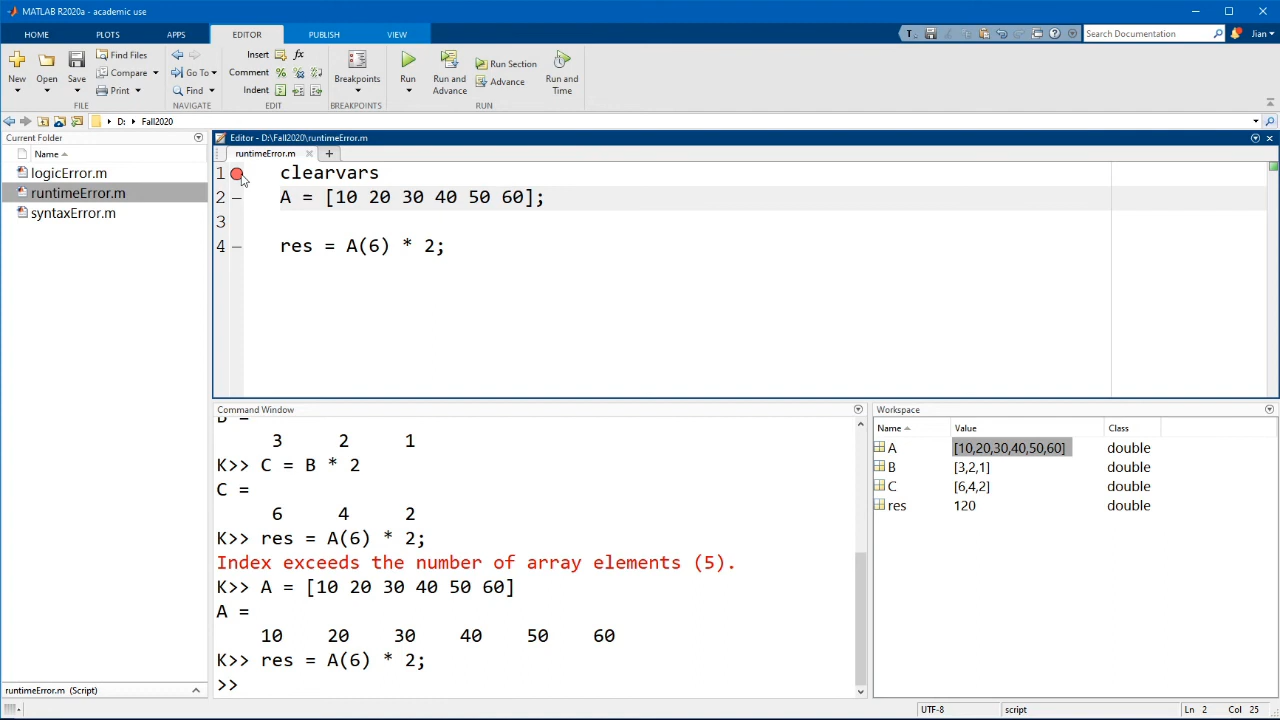 MATLAB R2020a - academic use
HOME PLOTS APPS EDITOR PUBLISH VIEW
Search Documentation
Jian
New
Open
Save
Find Files
Compare
Print
FILE
Go To
Find
NAVIGATE
Insert
fx
Comment
%
Indent
EDIT
Breakpoints
BREAKPOINTS
Run
Run and
Advance
Run Section
Advance
Run and
Time
RUN
D: Fall2020
Current Folder
Name
logicError.m
runtimeError.m
syntaxError.m
runtimeError.m (Script)
Editor - D:\Fall2020\runtimeError.m
runtimeError.m
1 clearvars
2 – A = [10 20 30 40 50 60];
3
4 – res = A(6) * 2;
Command Window
3 2 1
K>> C = B * 2
C =
6 4 2
K>> res = A(6) * 2;
Index exceeds the number of array elements (5).
K>> A = [10 20 30 40 50 60]
A =
10 20 30 40 50 60
K>> res = A(6) * 2;
>>
Workspace
Name Value Class
A [10,20,30,40,50,60] double
B [3,2,1] double
C [6,4,2] double
res 120 double
UTF-8 script Ln 2 Col 25